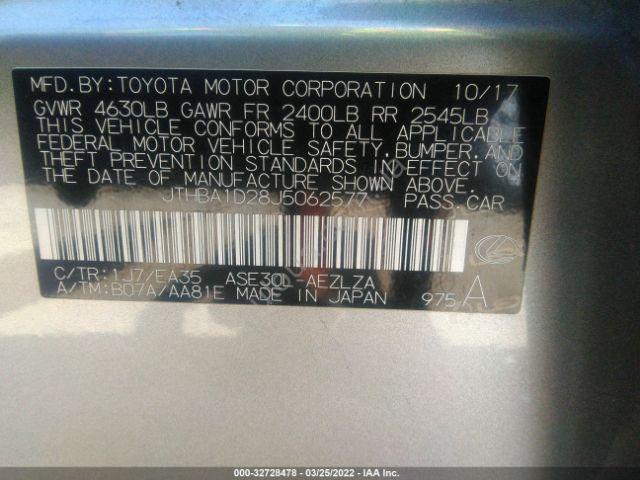 MFD.BY:TOYOTA MOTOR CORPORATION 10/17
GVWR 4630LB GAWR FR 2400LB RR 2545LB
THIS VEHICLE CONFORMS TO ALL APPLICABLE
FEDERAL MOTOR VEHICLE SAFETY,BUMPER,AND
THEFT PREVENTION STANDARDS IN EFFECT ON
THE DATE OF MANUFACTURE SHOWN ABOVE.
JTHBA1D28J5062577 PASS.CAR
C/TR:1J7/EA35 ASE30L-AEZLZA
A/TM:B07A/AA81E MADE IN JAPAN 975 A
000-32728478 - 03/25/2022 - IAA Inc.